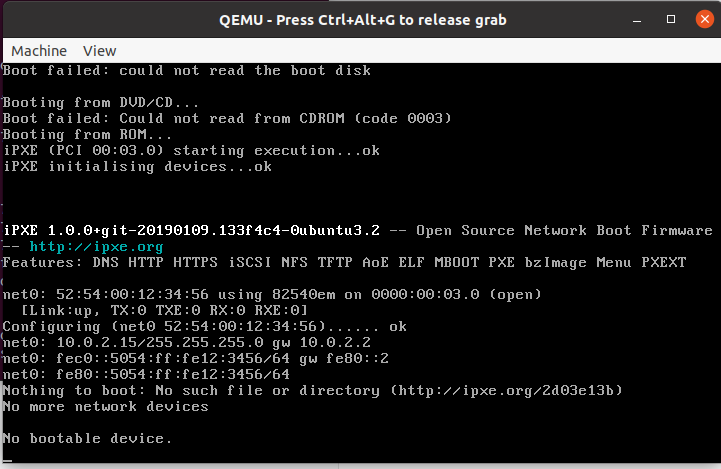 QEMU - Press Ctrl+Alt+G to release grab
Machine View
Boot failed: could not read the boot disk
Booting from DVD/CD...
Boot failed: Could not read from CDROM (code 0003)
Booting from ROM...
iPXE (PCI 00:03.0) starting execution...ok
iPXE initialising devices...ok
iPXE 1.0.0+git-20190109.133f4c4-0ubuntu3.2 -- Open Source Network Boot Firmware
-- http://ipxe.org
Features: DNS HTTP HTTPS iSCSI NFS TFTP AoE ELF MBOOT PXE bzImage Menu PXEXT
net0: 52:54:00:12:34:56 using 82540em on 0000:00:03.0 (open)
[Link:up, TX:0 TXE:0 RX:0 RXE:0]
Configuring (net0 52:54:00:12:34:56)...... ok
net0: 10.0.2.15/255.255.255.0 gw 10.0.2.2
net0: fec0::5054:ff:fe12:3456/64 gw fe80::2
net0: fe80::5054:ff:fe12:3456/64
Nothing to boot: No such file or directory (http://ipxe.org/2d03e13b)
No more network devices
No bootable device.